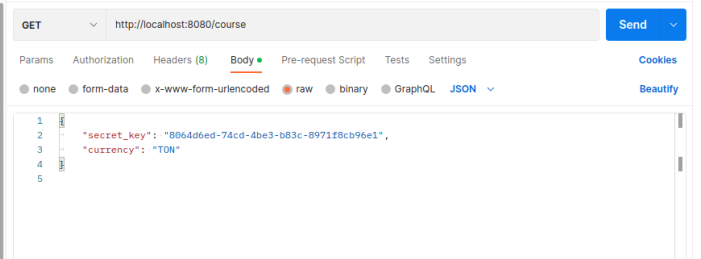 GET http://localhost:8080/course Send
Params Authorization Headers (8) Body Pre-request Script Tests Settings Cookies
none form-data x-www-form-urlencoded raw binary GraphQL JSON Beautify
1 {
2 "secret_key": "8064d6ed-74cd-4be3-b83c-8971f8cb96e1",
3 "currency": "TON"
4 }
5